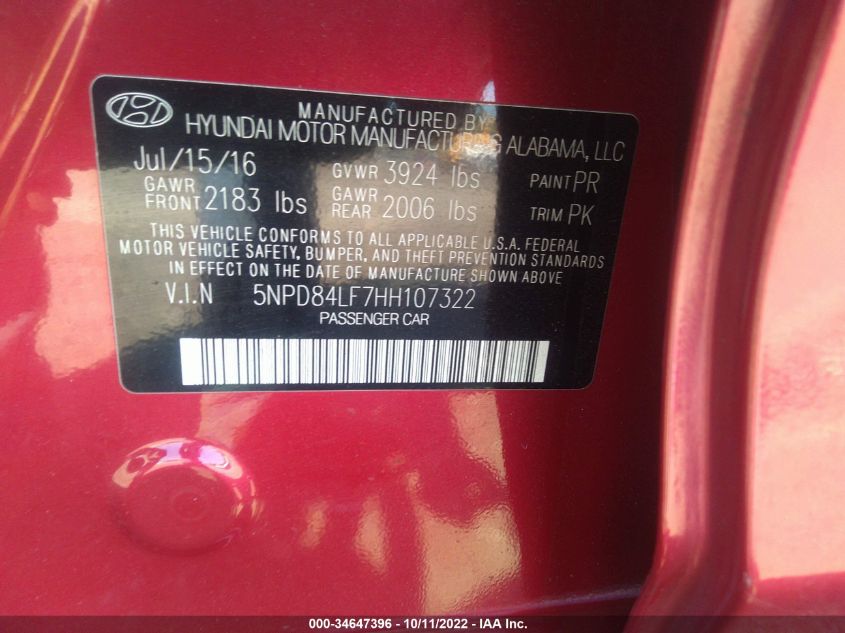 MANUFACTURED BY
HYUNDAI MOTOR MANUFACTURING ALABAMA, LLC
Jul/15/16 GVWR 3924 lbs PAINT PR
GAWR FRONT 2183 lbs GAWR REAR 2006 lbs TRIM PK
THIS VEHICLE CONFORMS TO ALL APPLICABLE U.S.A. FEDERAL
MOTOR VEHICLE SAFETY, BUMPER, AND THEFT PREVENTION STANDARDS
IN EFFECT ON THE DATE OF MANUFACTURE SHOWN ABOVE
V.I.N 5NPD84LF7HH107322
PASSENGER CAR
000-34647396 - 10/11/2022 - IAA Inc.